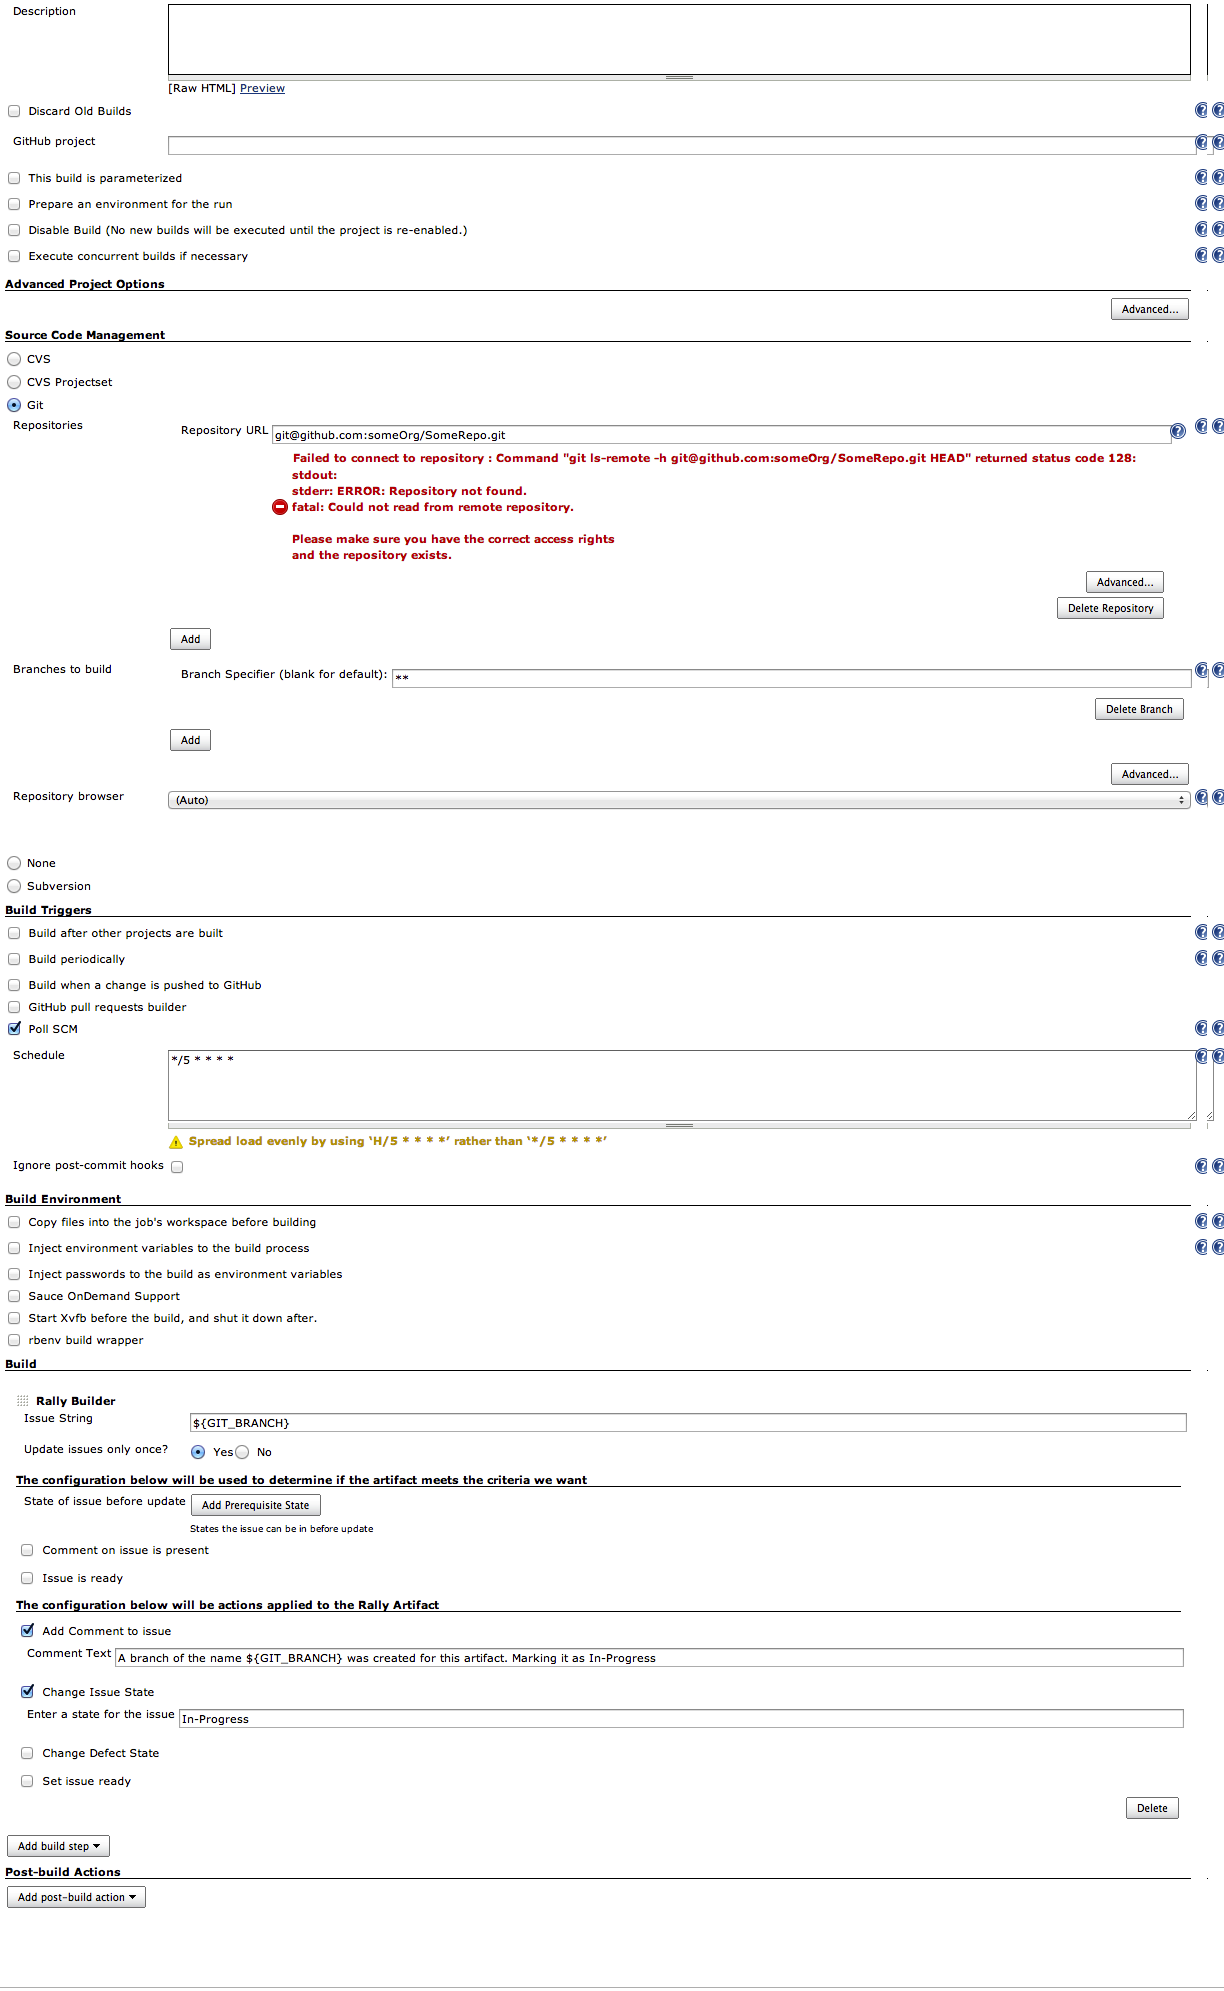 Description
[Raw HTML] Preview
Discard Old Builds
GitHub project
This build is parameterized
Prepare an environment for the run
Disable Build (No new builds will be executed until the project is re-enabled.)
Execute concurrent builds if necessary
Advanced Project Options
Advanced...
Source Code Management
CVS
CVS Projectset
Git
Repositories
Repository URL git@github.com:someOrg/SomeRepo.git
Failed to connect to repository : Command "git ls-remote -h git@github.com:someOrg/SomeRepo.git HEAD" returned status code 128:
stdout:
stderr: ERROR: Repository not found.
fatal: Could not read from remote repository.
Please make sure you have the correct access rights
and the repository exists.
Advanced...
Delete Repository
Add
Branches to build
Branch Specifier (blank for default): **
Delete Branch
Add
Advanced...
Repository browser (Auto)
None
Subversion
Build Triggers
Build after other projects are built
Build periodically
Build when a change is pushed to GitHub
GitHub pull requests builder
Poll SCM
Schedule */5 * * * *
Spread load evenly by using ‘H/5 * * * *’ rather than ‘*/5 * * * *’
Ignore post-commit hooks
Build Environment
Copy files into the job's workspace before building
Inject environment variables to the build process
Inject passwords to the build as environment variables
Sauce OnDemand Support
Start Xvfb before the build, and shut it down after.
rbenv build wrapper
Build
Rally Builder
Issue String ${GIT_BRANCH}
Update issues only once? Yes No
The configuration below will be used to determine if the artifact meets the criteria we want
State of issue before update Add Prerequisite State
States the issue can be in before update
Comment on issue is present
Issue is ready
The configuration below will be actions applied to the Rally Artifact
Add Comment to issue
Comment Text A branch of the name ${GIT_BRANCH} was created for this artifact. Marking it as In-Progress
Change Issue State
Enter a state for the issue In-Progress
Change Defect State
Set issue ready
Delete
Add build step
Post-build Actions
Add post-build action